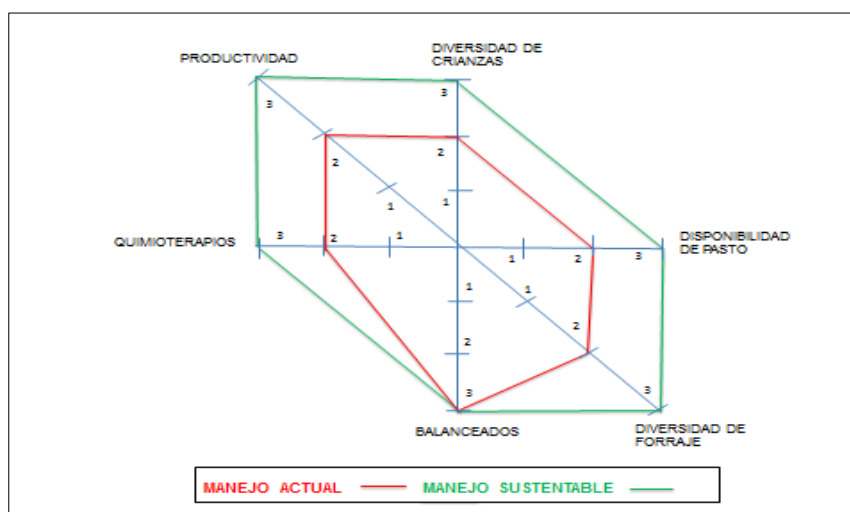 PRODUCTIVIDAD
DIVERSIDAD DE
CRIANZAS
3
3
2
2
1
1
QUIMIOTERAPIOS
3
2
1
1
2
3
DISPONIBILIDAD
DE PASTO
1
1
2
2
3
3
BALANCEADOS
DIVERSIDAD DE
FORRAJE
MANEJO ACTUAL
MANEJO SUSTENTABLE